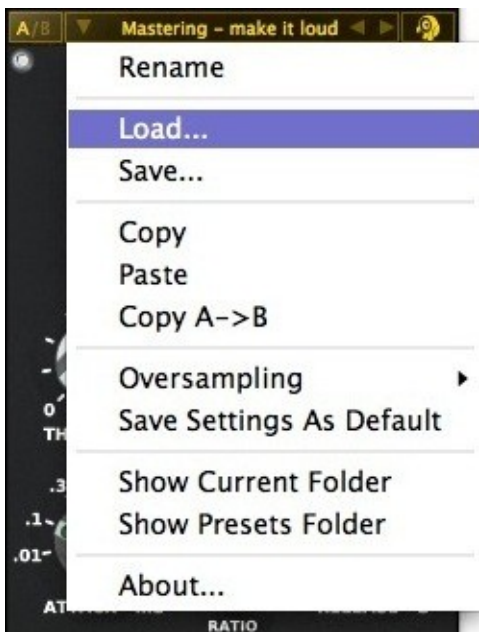 A/B Mastering – make it loud
Rename
Load...
Save...
Copy
Paste
Copy A->B
Oversampling
0
Save Settings As Default
TH
.3
Show Current Folder
.1
Show Presets Folder
.01
About...
RATIO